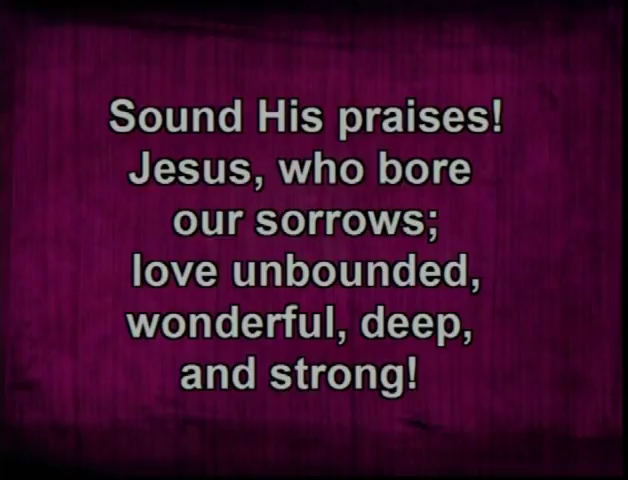 Sound His praises!
Jesus, who bore
our sorrows;
love unbounded,
wonderful, deep,
and strong!